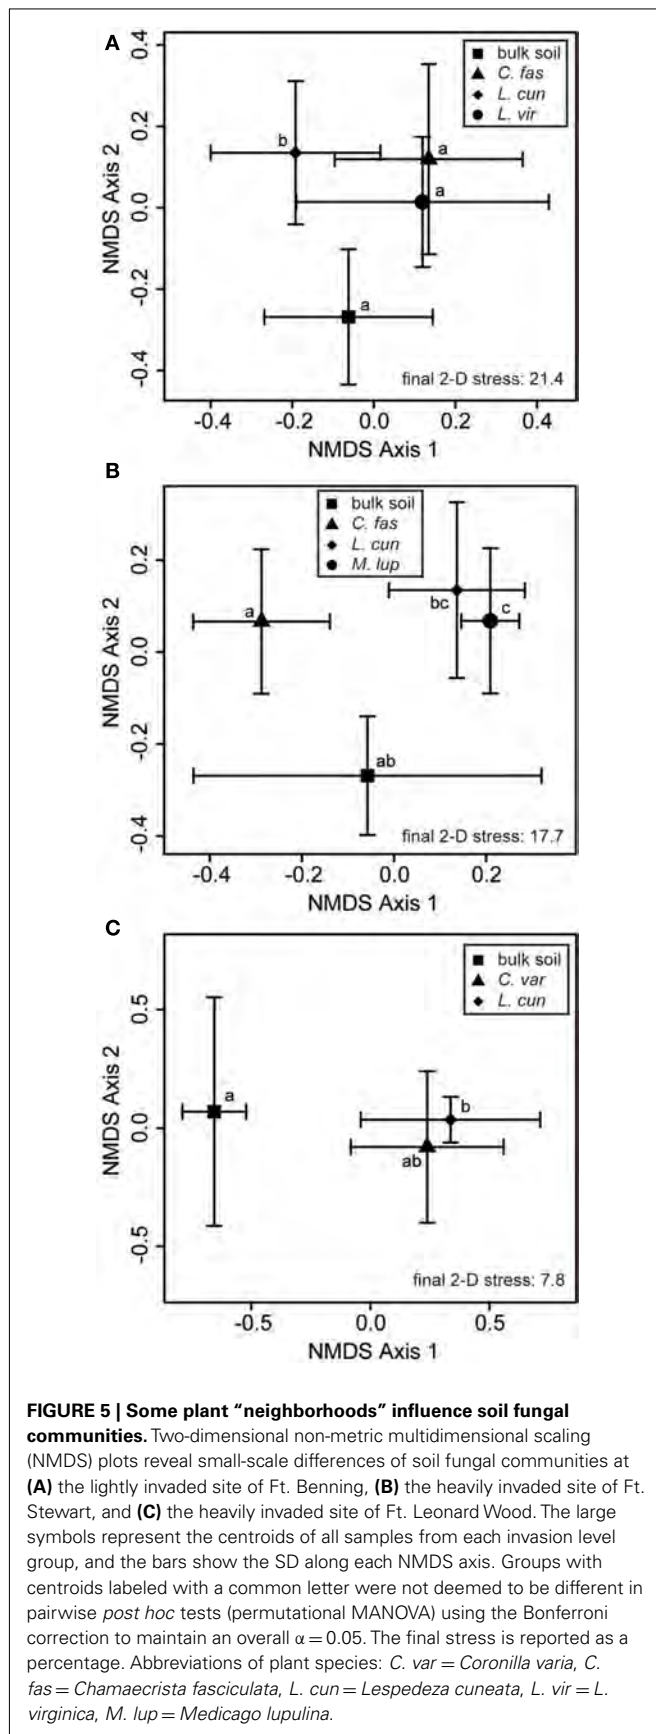 A
0.4
0.2
0.0
-0.2
-0.4
NMDS Axis 2
bulk soil
C. fas
L. cun
L. vir
b
a
a
a
final 2-D stress: 21.4
-0.4 -0.2 0.0 0.2 0.4
NMDS Axis 1
B
0.2
0.0
-0.2
-0.4
NMDS Axis 2
bulk soil
C. fas
L. cun
M. lup
a
bc
c
ab
final 2-D stress: 17.7
-0.4 -0.2 0.0 0.2
NMDS Axis 1
C
0.5
0.0
-0.5
NMDS Axis 2
bulk soil
C. var
L. cun
a
b
ab
final 2-D stress: 7.8
-0.5 0.0 0.5
NMDS Axis 1
FIGURE 5 | Some plant “neighborhoods” influence soil fungal
communities. Two-dimensional non-metric multidimensional scaling
(NMDS) plots reveal small-scale differences of soil fungal communities at
(A) the lightly invaded site of Ft. Benning, (B) the heavily invaded site of Ft.
Stewart, and (C) the heavily invaded site of Ft. Leonard Wood. The large
symbols represent the centroids of all samples from each invasion level
group, and the bars show the SD along each NMDS axis. Groups with
centroids labeled with a common letter were not deemed to be different in
pairwise post hoc tests (permutational MANOVA) using the Bonferroni
correction to maintain an overall α = 0.05. The final stress is reported as a
percentage. Abbreviations of plant species: C. var = Coronilla varia, C.
fas = Chamaecrista fasciculata, L. cun = Lespedeza cuneata, L. vir = L.
virginica, M. lup = Medicago lupulina.